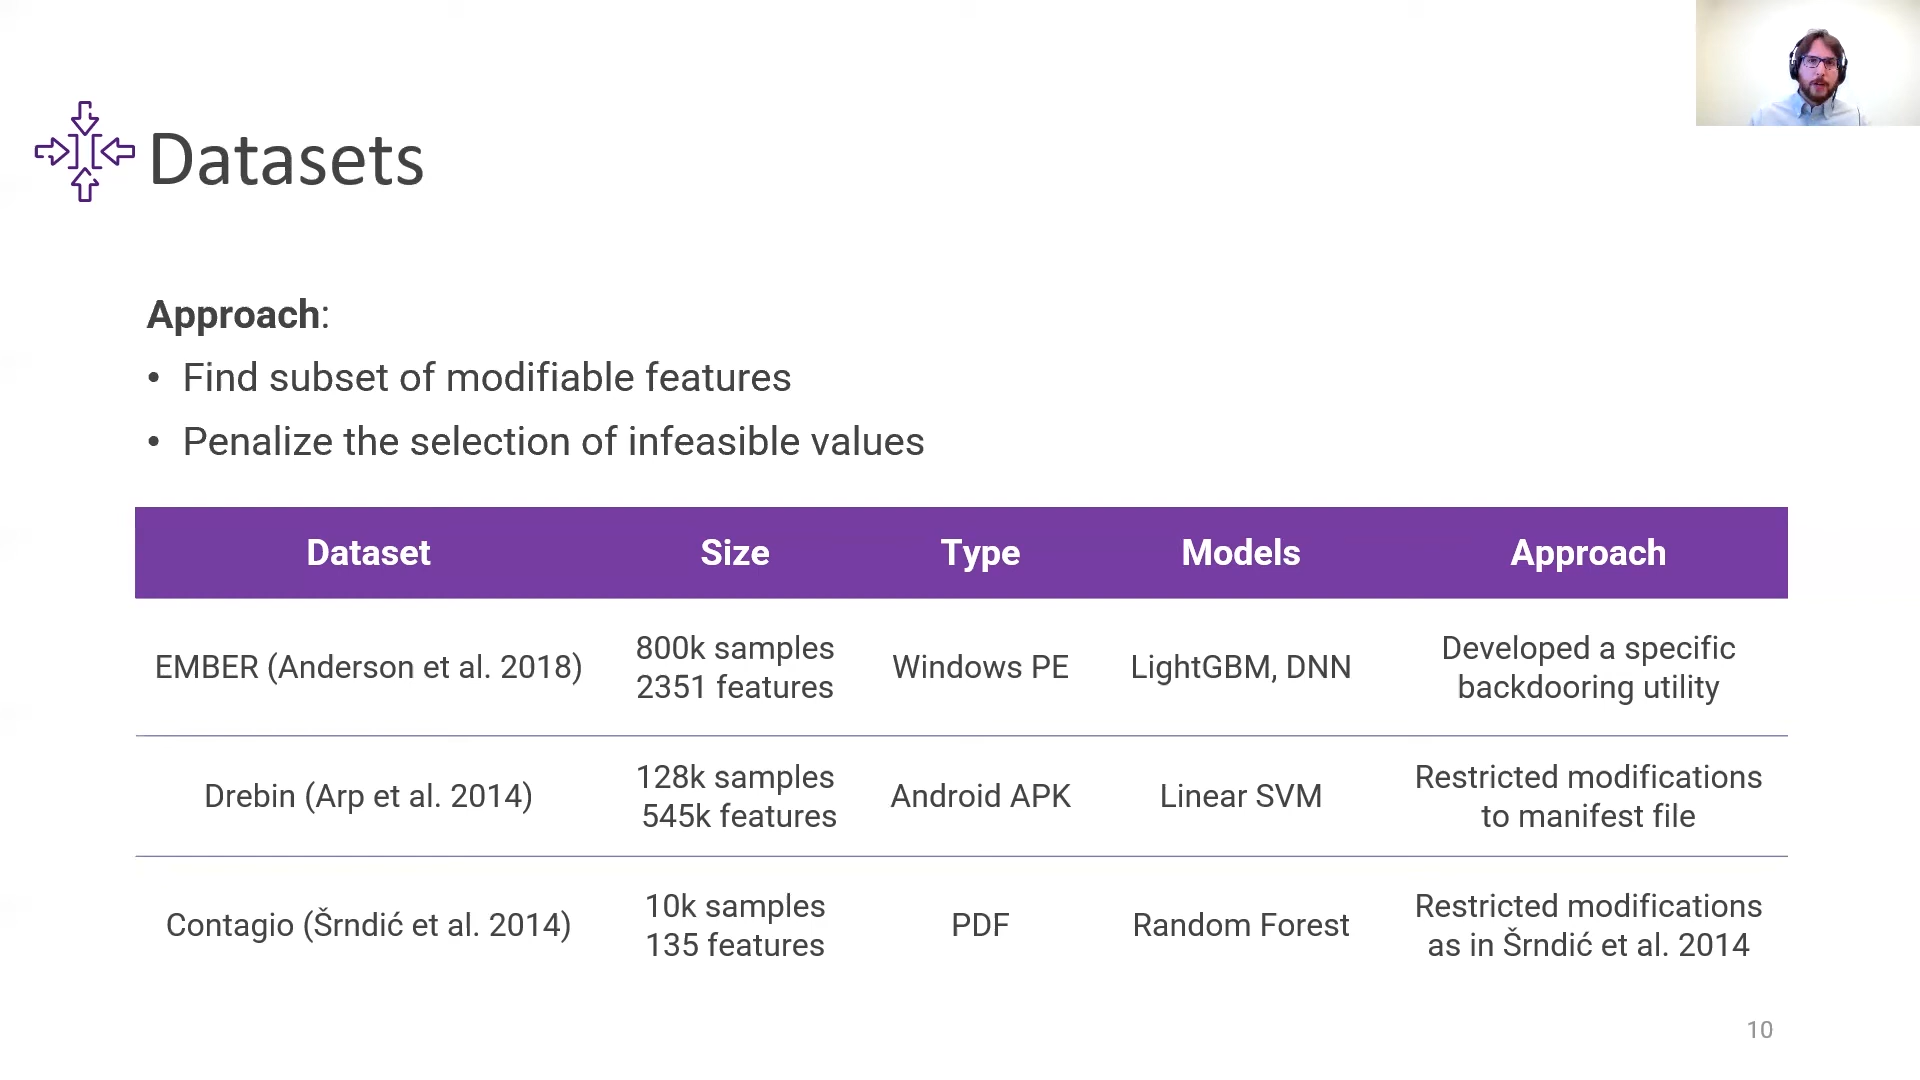 Datasets
Approach:
• Find subset of modifiable features
• Penalize the selection of infeasible values
Dataset Size Type Models Approach
EMBER (Anderson et al. 2018) 800k samples 2351 features Windows PE LightGBM, DNN Developed a specific backdooring utility
Drebin (Arp et al. 2014) 128k samples 545k features Android APK Linear SVM Restricted modifications to manifest file
Contagio (Šrndić et al. 2014) 10k samples 135 features PDF Random Forest Restricted modifications as in Šrndić et al. 2014
10